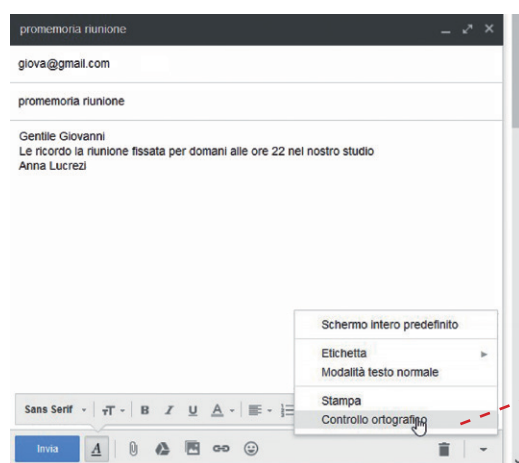 promemoria riunione
giova@gmail.com
promemoria riunione
Gentile Giovanni
Le ricordo la riunione fissata per domani alle ore 22 nel nostro studio
Anna Lucrezi
Schermo intero predefinito
Etichetta
Modalità testo normale
Stampa
Controllo ortografico
Sans Serif
B I U A
Invia A